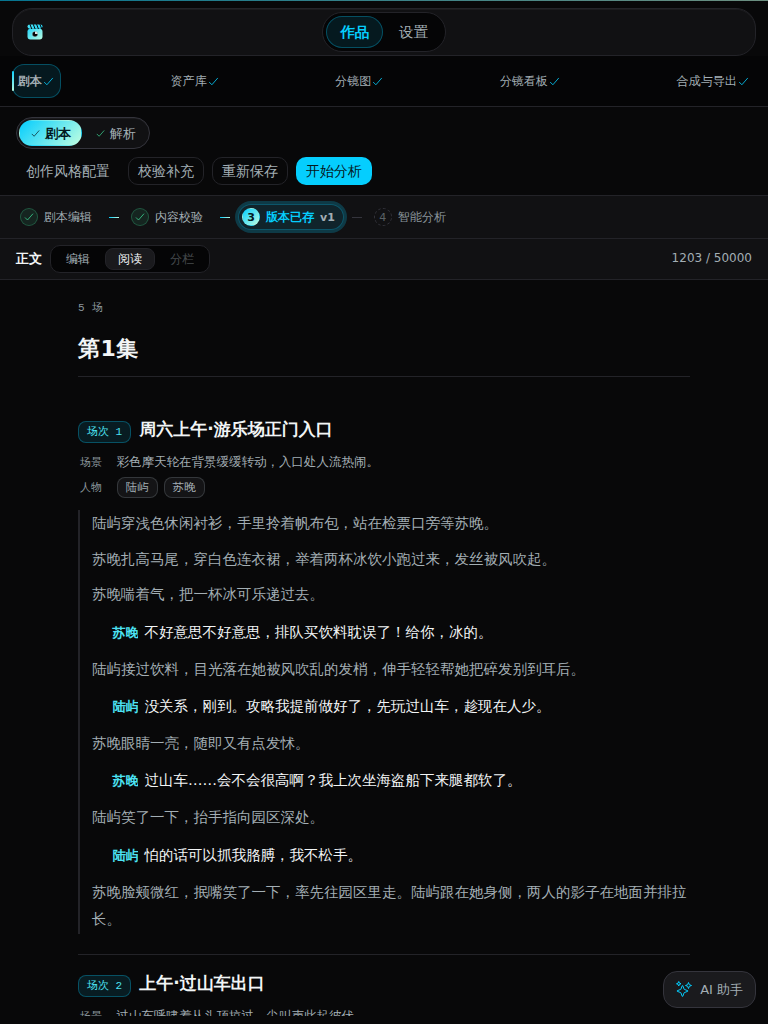 作品 设置
剧本 资产库 分镜图 分镜看板 合成与导出
剧本 解析
创作风格配置 校验补充 重新保存 开始分析
剧本编辑 — 内容校验 — 3 版本已存 v1 — 4 智能分析
正文 编辑 阅读 分栏 1203 / 50000
5 场
第1集
场次 1 周六上午·游乐场正门入口
场景 彩色摩天轮在背景缓缓转动，入口处人流热闹。
人物 陆屿 苏晚
陆屿穿浅色休闲衬衫，手里拎着帆布包，站在检票口旁等苏晚。
苏晚扎高马尾，穿白色连衣裙，举着两杯冰饮小跑过来，发丝被风吹起。
苏晚喘着气，把一杯冰可乐递过去。
苏晚 不好意思不好意思，排队买饮料耽误了！给你，冰的。
陆屿接过饮料，目光落在她被风吹乱的发梢，伸手轻轻帮她把碎发别到耳后。
陆屿 没关系，刚到。攻略我提前做好了，先玩过山车，趁现在人少。
苏晚眼睛一亮，随即又有点发怵。
苏晚 过山车……会不会很高啊？我上次坐海盗船下来腿都软了。
陆屿笑了一下，抬手指向园区深处。
陆屿 怕的话可以抓我胳膊，我不松手。
苏晚脸颊微红，抿嘴笑了一下，率先往园区里走。陆屿跟在她身侧，两人的影子在地面并排拉
长。
场次 2 上午·过山车出口
场景 过山车呼啸着从头顶掠过，尖叫声此起彼伏。
AI 助手